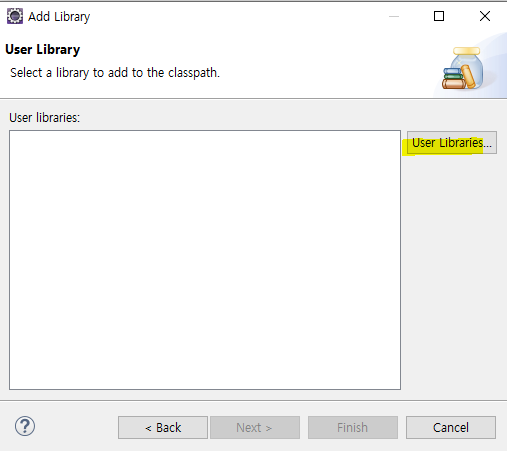 Add Library
User Library
Select a library to add to the classpath.
User libraries:
User Libraries...
?
< Back
Next >
Finish
Cancel